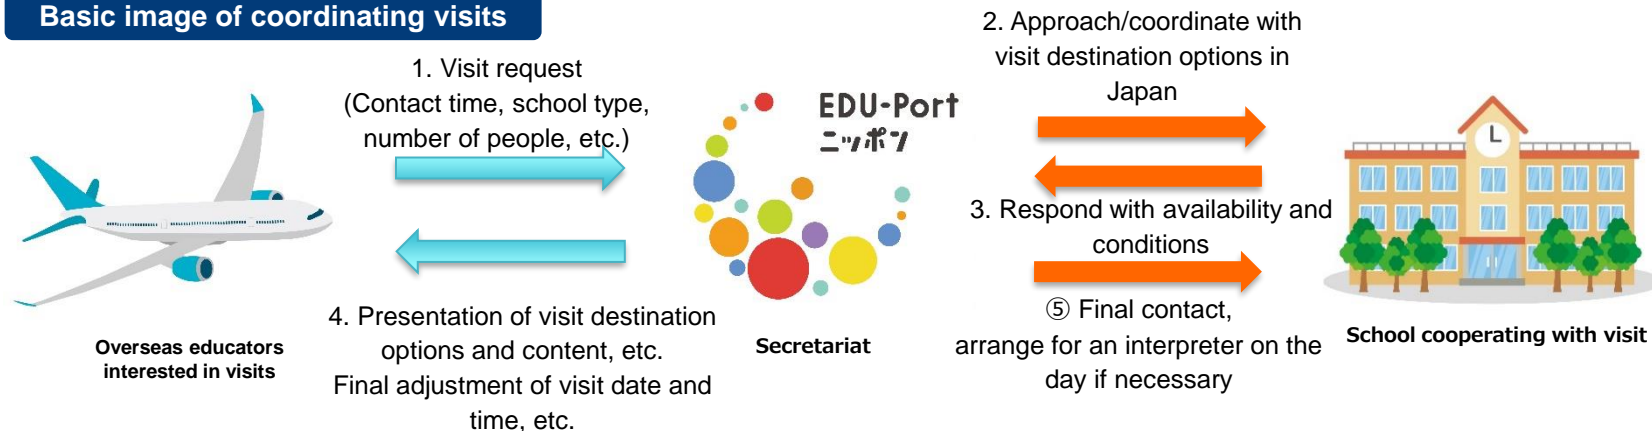 Basic image of coordinating visits
1. Visit request
(Contact time, school type,
number of people, etc.)
EDU-Port
ニッポン
2. Approach/coordinate with
visit destination options in
Japan
3. Respond with availability and
conditions
4. Presentation of visit destination
options and content, etc.
Final adjustment of visit date and
time, etc.
⑤ Final contact,
arrange for an interpreter on the
day if necessary
Overseas educators
interested in visits
Secretariat
School cooperating with visit